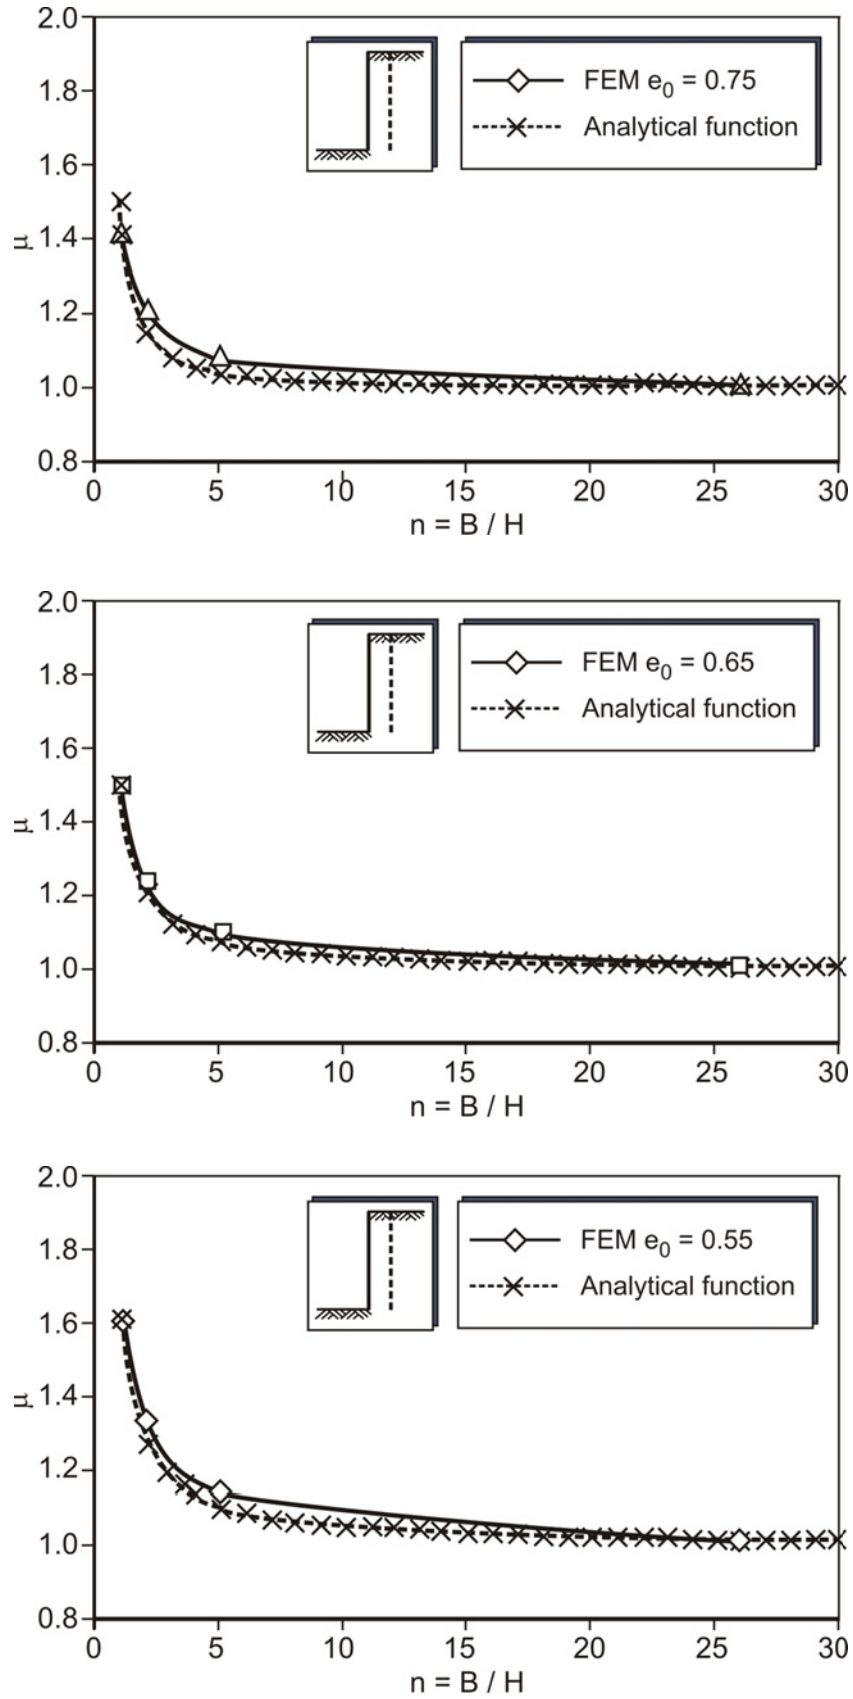 2.0
1.8
1.6
1.4
1.2
1.0
0.8
μ
FEM e0 = 0.75
Analytical function
0 5 10 15 20 25 30
n = B / H
2.0
1.8
1.6
1.4
1.2
1.0
0.8
μ
FEM e0 = 0.65
Analytical function
0 5 10 15 20 25 30
n = B / H
2.0
1.8
1.6
1.4
1.2
1.0
0.8
μ
FEM e0 = 0.55
Analytical function
0 5 10 15 20 25 30
n = B / H